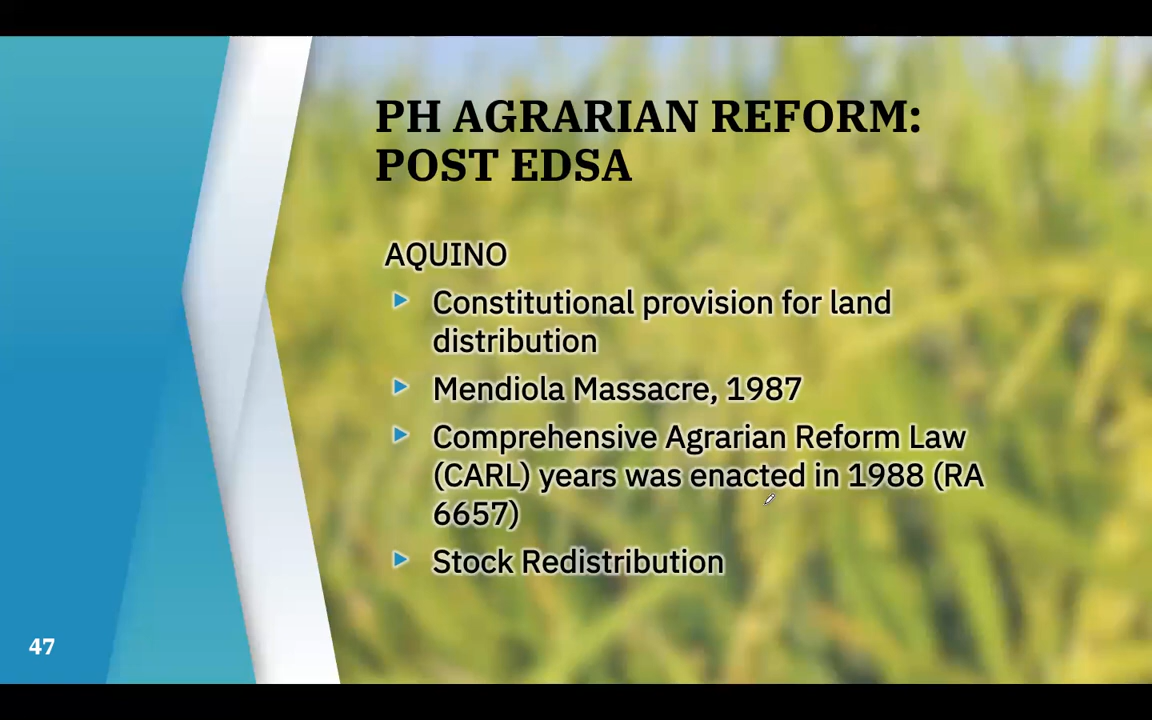 PH AGRARIAN REFORM:
POST EDSA
AQUINO
Constitutional provision for land
distribution
Mendiola Massacre, 1987
Comprehensive Agrarian Reform Law
(CARL) years was enacted in 1988 (RA
6657)
Stock Redistribution
47